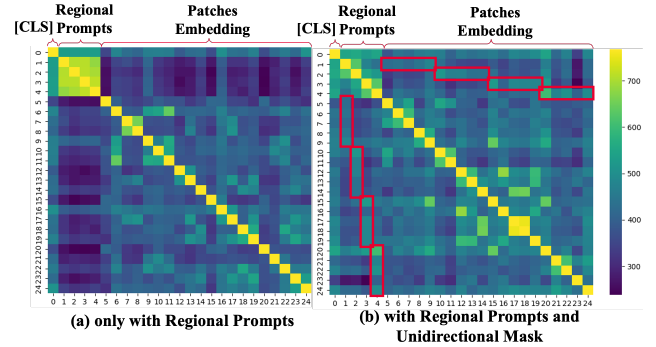 Regional Prompts
[CLS]
Patches Embedding
0 1 2 3 4 5 6 7 8 9 10 11 12 13 14 15 16 17 18 19 20 21 22 23 24
0 1 2 3 4 5 6 7 8 9 10 11 12 13 14 15 16 17 18 19 20 21 22 23 24
(a) only with Regional Prompts
Regional
[CLS] Prompts
Patches
Embedding
0 1 2 3 4 5 6 7 8 9 10 11 12 13 14 15 16 17 18 19 20 21 22 23 24
0 1 2 3 4 5 6 7 8 9 10 11 12 13 14 15 16 17 18 19 20 21 22 23 24
700
600
500
400
300
(b) with Regional Prompts and
Unidirectional Mask